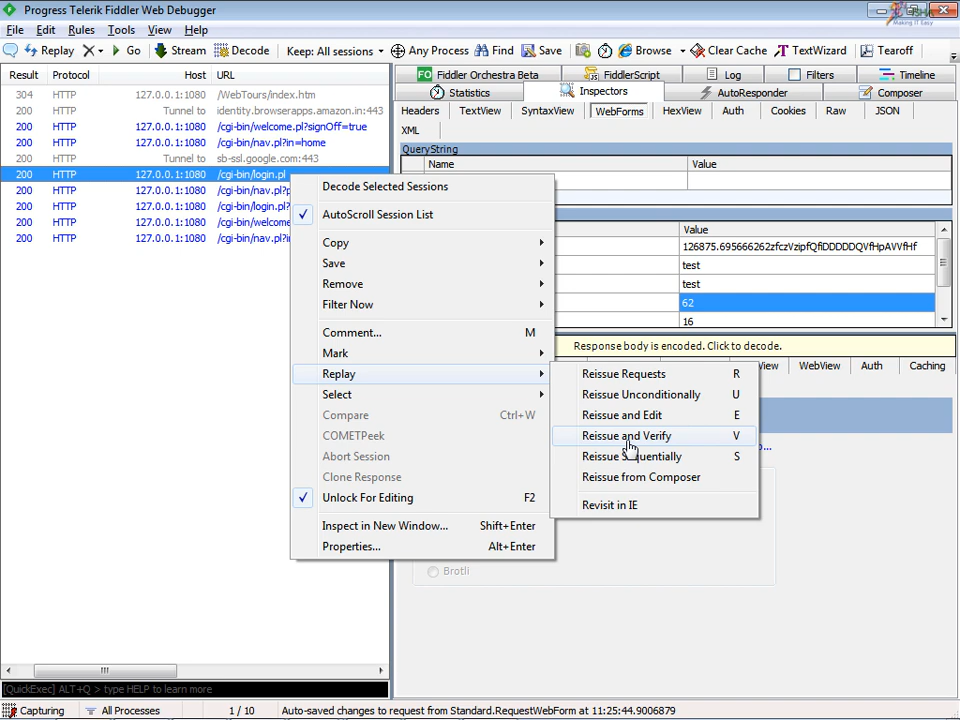 Progress Telerik Fiddler Web Debugger
File Edit Rules Tools View Help
Replay Go Stream Decode Keep: All sessions Any Process Find Save Browse Clear Cache TextWizard Tearoff
Result Protocol Host URL
304 HTTP 127.0.0.1:1080 /WebTours/index.htm
200 HTTP Tunnel to identity.browserapps.amazon.in:443
200 HTTP 127.0.0.1:1080 /cgi-bin/welcome.pl?signOff=true
200 HTTP 127.0.0.1:1080 /cgi-bin/nav.pl?in=home
200 HTTP Tunnel to sb-ssl.google.com:443
200 HTTP 127.0.0.1:1080 /cgi-bin/login.pl
200 HTTP 127.0.0.1:1080 /cgi-bin/nav.pl?p
200 HTTP 127.0.0.1:1080 /cgi-bin/login.p
200 HTTP 127.0.0.1:1080 /cgi-bin/welcome
200 HTTP 127.0.0.1:1080 /cgi-bin/nav.pl?i
FO Fiddler Orchestra Beta FiddlerScript Log Filters Timeline
Statistics Inspectors AutoResponder Composer
Headers TextView SyntaxView WebForms HexView Auth Cookies Raw JSON
XML
QueryString
Name Value
Value
126875.695666262zfczVzipfQfiDDDDDQVfHpAVVfHf
test
test
62
16
Response body is encoded. Click to decode.
WebView Auth Caching
Brotli
Decode Selected Sessions
AutoScroll Session List
Copy
Save
Remove
Filter Now
Comment... M
Mark
Replay
Select
Compare Ctrl+W
COMETPeek
Abort Session
Clone Response
Unlock For Editing F2
Inspect in New Window... Shift+Enter
Properties... Alt+Enter
Reissue Requests R
Reissue Unconditionally U
Reissue and Edit E
Reissue and Verify V
Reissue Sequentially S
Reissue from Composer
Revisit in IE
[QuickExec] ALT+Q > type HELP to learn more
Capturing All Processes 1 / 10 Auto-saved changes to request from Standard.RequestWebForm at 11:25:44.9006879